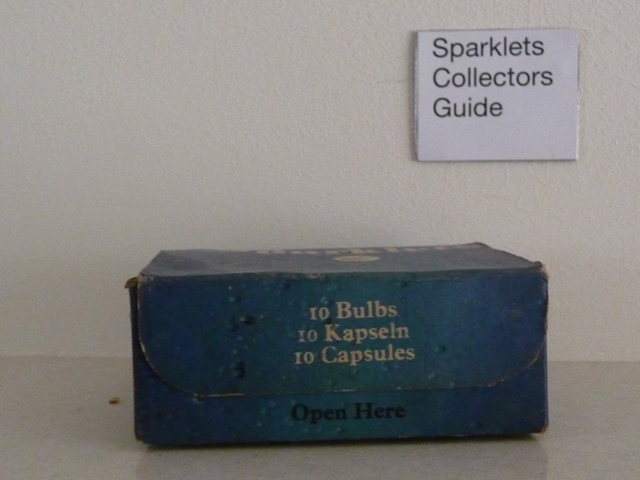 Sparklets
Collectors
Guide
10 Bulbs
10 Kapseln
10 Capsules
Open Here